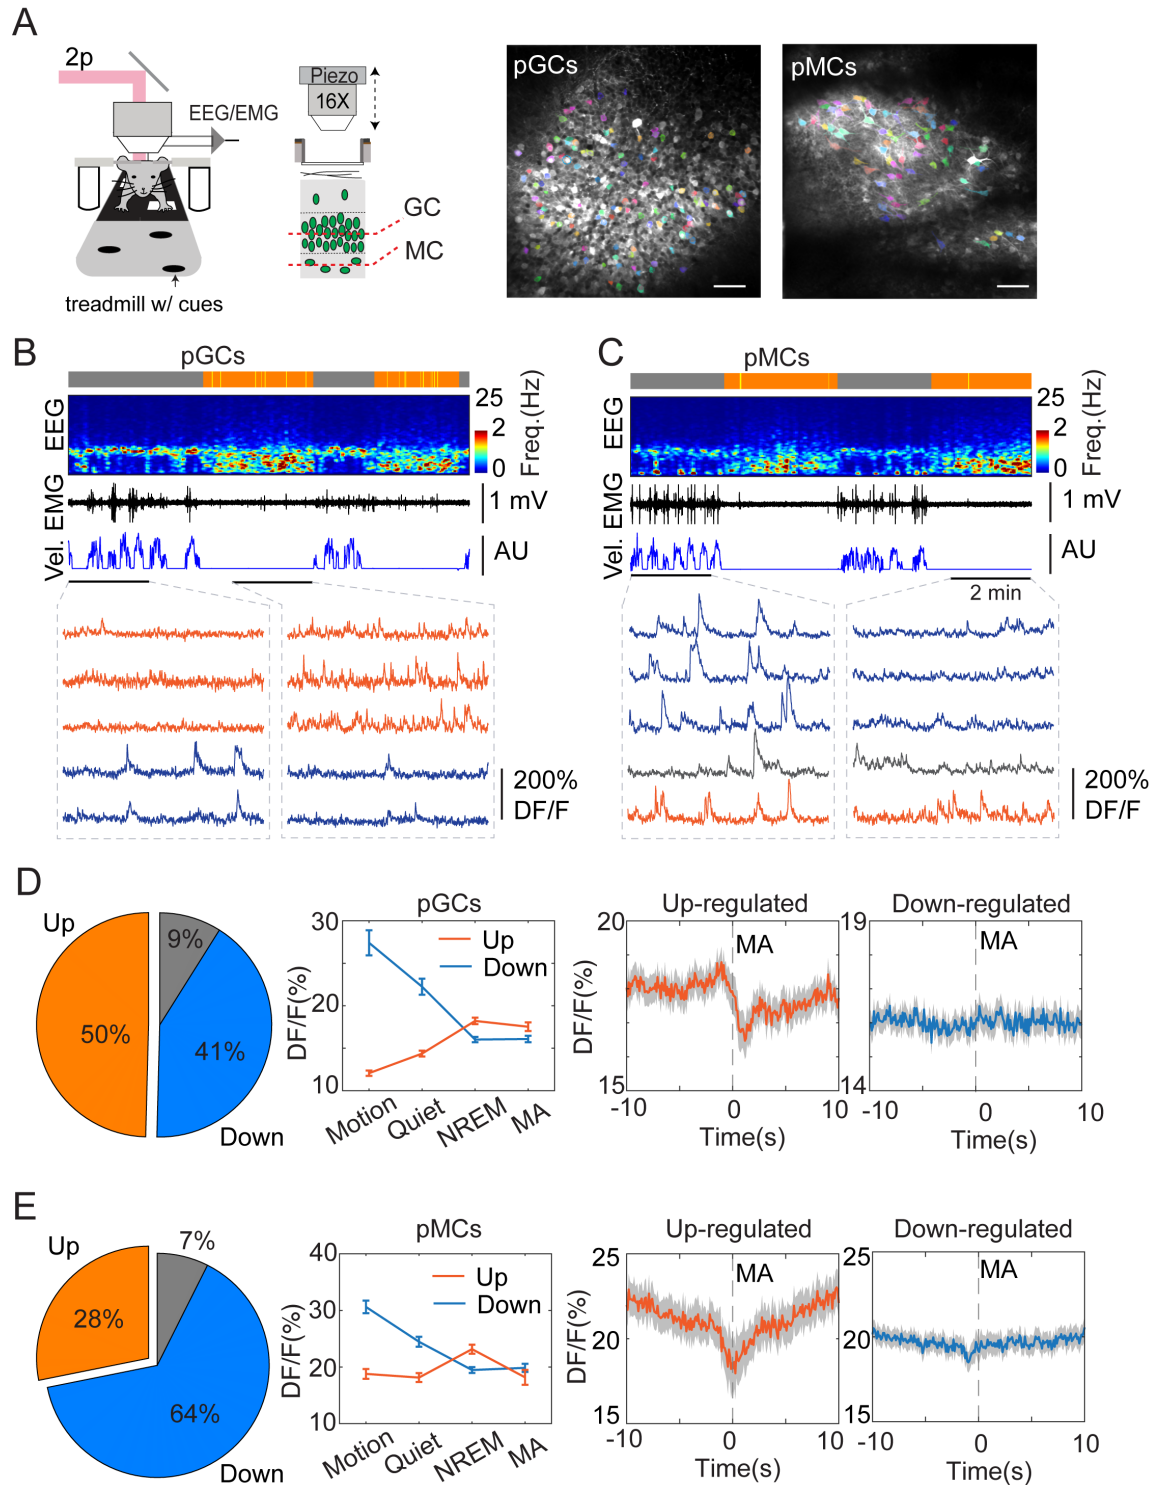 A
2p
EEG/EMG
treadmill w/ cues
Piezo
16X
GC
MC
pGCs
pMCs
B
pGCs
EEG
25
2
0
Freq.(Hz)
EMG
1 mV
Vel.
AU
200%
DF/F
C
pMCs
EEG
25
2
0
Freq.(Hz)
EMG
1 mV
Vel.
AU
2 min
200%
DF/F
D
Up
9%
50%
41%
Down
pGCs
30
20
10
DF/F(%)
Up
Down
Motion
Quiet
NREM
MA
Up-regulated
20
15
DF/F(%)
MA
-10
0
10
Time(s)
Down-regulated
19
14
MA
-10
0
10
Time(s)
E
Up
7%
28%
64%
Down
pMCs
40
30
20
10
DF/F(%)
Up
Down
Motion
Quiet
NREM
MA
Up-regulated
25
20
15
DF/F(%)
MA
-10
0
10
Time(s)
Down-regulated
25
20
15
MA
-10
0
10
Time(s)